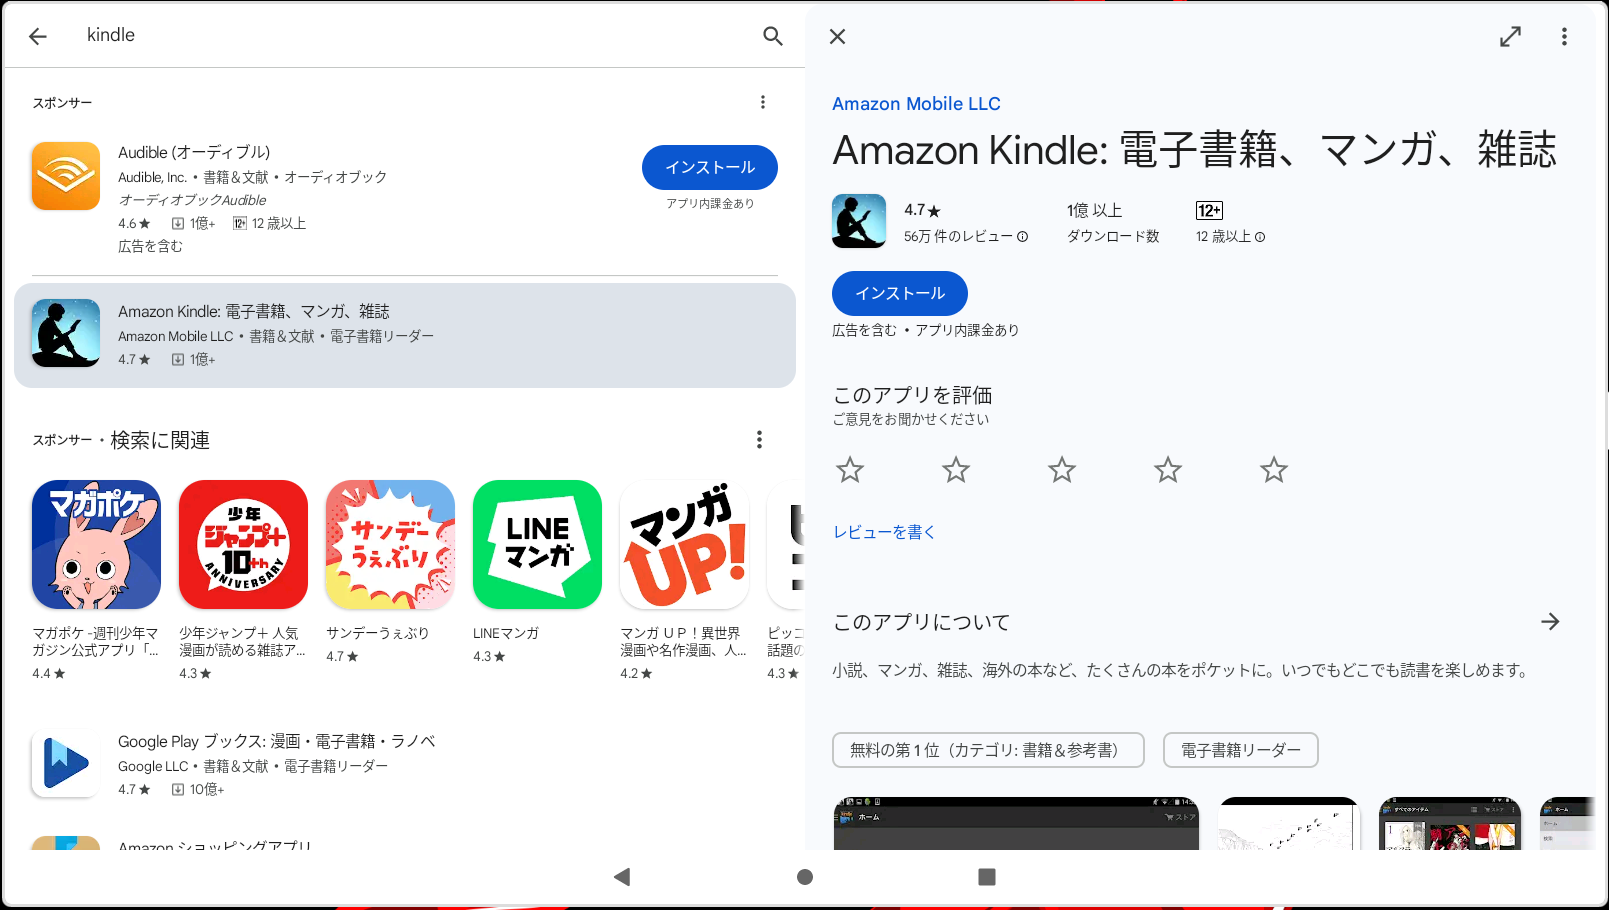 kindle
スポンサー
Audible (オーディブル)
Audible, Inc. • 書籍＆文献 • オーディオブック
オーディオブックAudible
4.6★ 1億+ 12+ 12 歳以上
広告を含む
インストール
アプリ内課金あり
Amazon Kindle: 電子書籍、マンガ、雑誌
Amazon Mobile LLC • 書籍＆文献 • 電子書籍リーダー
4.7★ 1億+
スポンサー・検索に関連
マガポケ
少年
ジャンプ+
10th
ANNIVERSARY
サンデー
うぇぶり
LINE
マンガ
マンガ
UP!
マガポケ -週刊少年マ
ガジン公式アプリ「...
4.4★
少年ジャンプ＋ 人気
漫画が読める雑誌ア...
4.3★
サンデーうぇぶり
4.7★
LINEマンガ
4.3★
マンガ ＵＰ！異世界
漫画や名作漫画、人...
4.2★
ピッコ
話題の
4.3★
Google Play ブックス: 漫画・電子書籍・ラノベ
Google LLC • 書籍＆文献 • 電子書籍リーダー
4.7★ 10億+
Amazon ショッピングアプリ
Amazon Mobile LLC
Amazon Kindle: 電子書籍、マンガ、雑誌
4.7★
56万 件のレビュー
1億 以上
ダウンロード数
12+
12 歳以上
インストール
広告を含む • アプリ内課金あり
このアプリを評価
ご意見をお聞かせください
レビューを書く
このアプリについて
小説、マンガ、雑誌、海外の本など、たくさんの本をポケットに。いつでもどこでも読書を楽しめます。
無料の第 1 位（カテゴリ: 書籍＆参考書）
電子書籍リーダー
ホーム
ストア
すべてのアイテム
ストア
ホーム